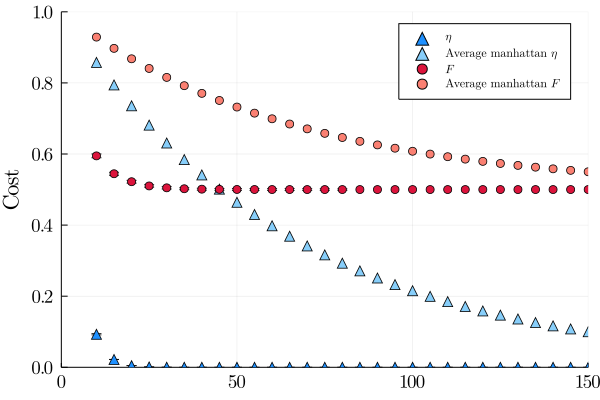 1.0
η
Average manhattan η
F
Average manhattan F
0.8
0.6
Cost
0.4
0.2
0.0
0 50 100 150